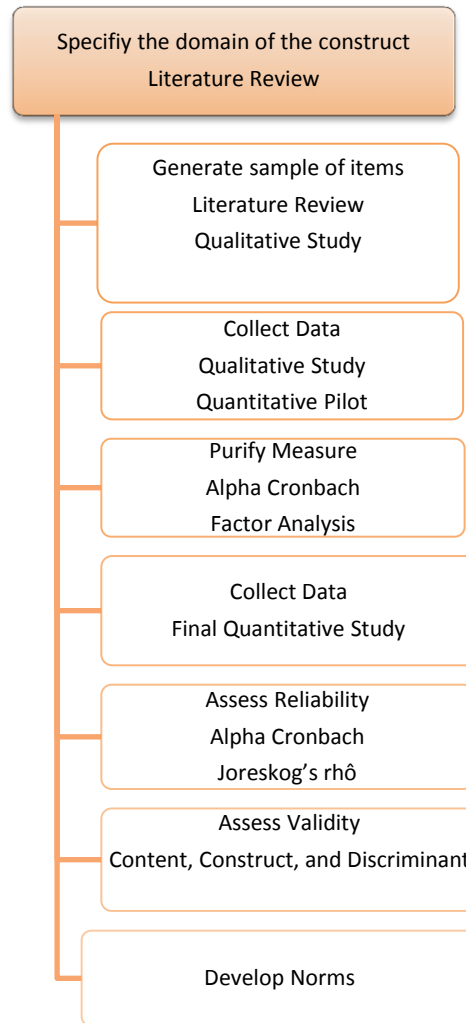 Specifiy the domain of the construct
Literature Review
Generate sample of items
Literature Review
Qualitative Study
Collect Data
Qualitative Study
Quantitative Pilot
Purify Measure
Alpha Cronbach
Factor Analysis
Collect Data
Final Quantitative Study
Assess Reliability
Alpha Cronbach
Joreskog’s rhô
Assess Validity
Content, Construct, and Discriminant
Develop Norms